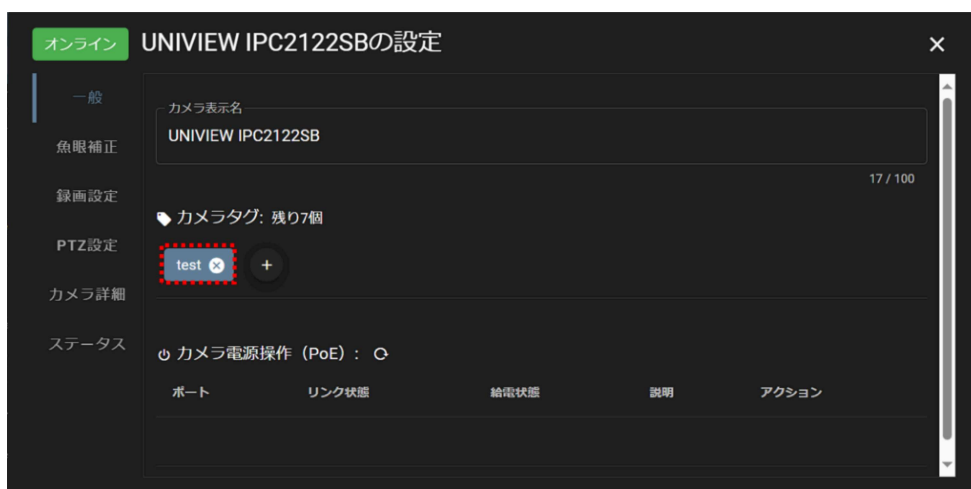 オンライン UNIVIEW IPC2122SBの設定
一般
カメラ表示名
UNIVIEW IPC2122SB
17 / 100
魚眼補正
録画設定
カメラタグ: 残り7個
PTZ設定
test
+
カメラ詳細
ステータス
カメラ電源操作（PoE）:
ポート リンク状態 給電状態 説明 アクション